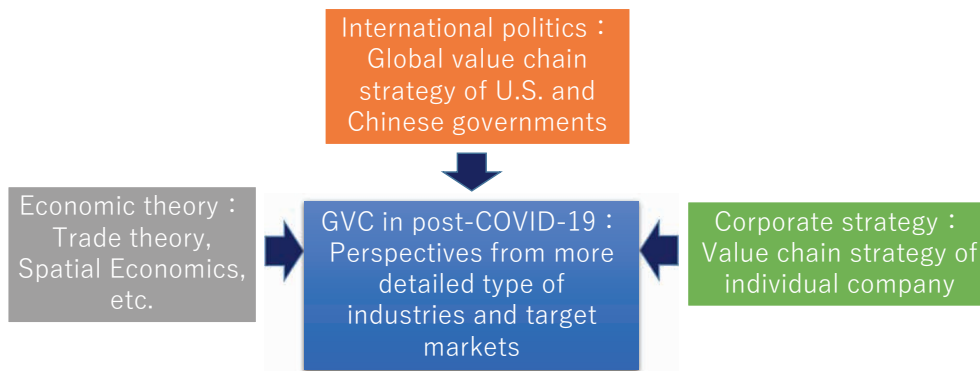 International politics：
Global value chain
strategy of U.S. and
Chinese governments
Economic theory：
Trade theory,
Spatial Economics,
etc.
GVC in post-COVID-19：
Perspectives from more
detailed type of
industries and target
markets
Corporate strategy：
Value chain strategy of
individual company